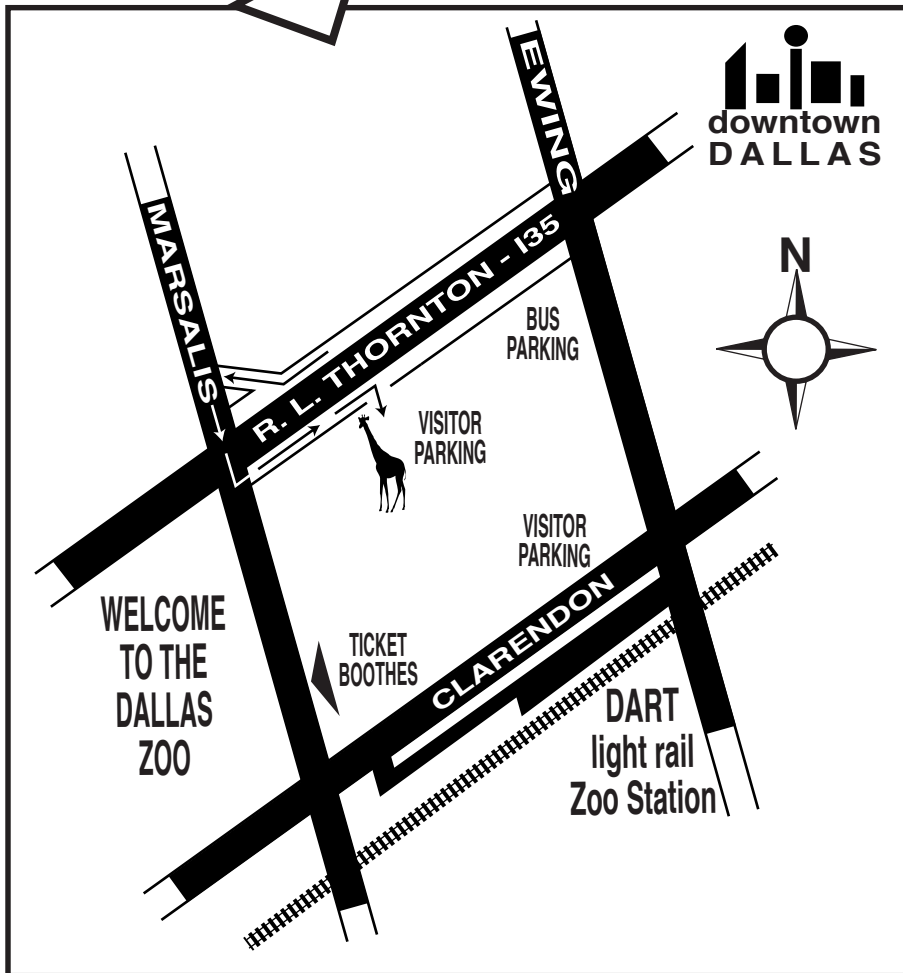 EWING
downtown
DALLAS
MARSALIS
R. L. THORNTON - I35
N
BUS
PARKING
VISITOR
PARKING
VISITOR
PARKING
WELCOME
TO THE
DALLAS
ZOO
TICKET
BOOTHES
CLARENDON
DART
light rail
Zoo Station